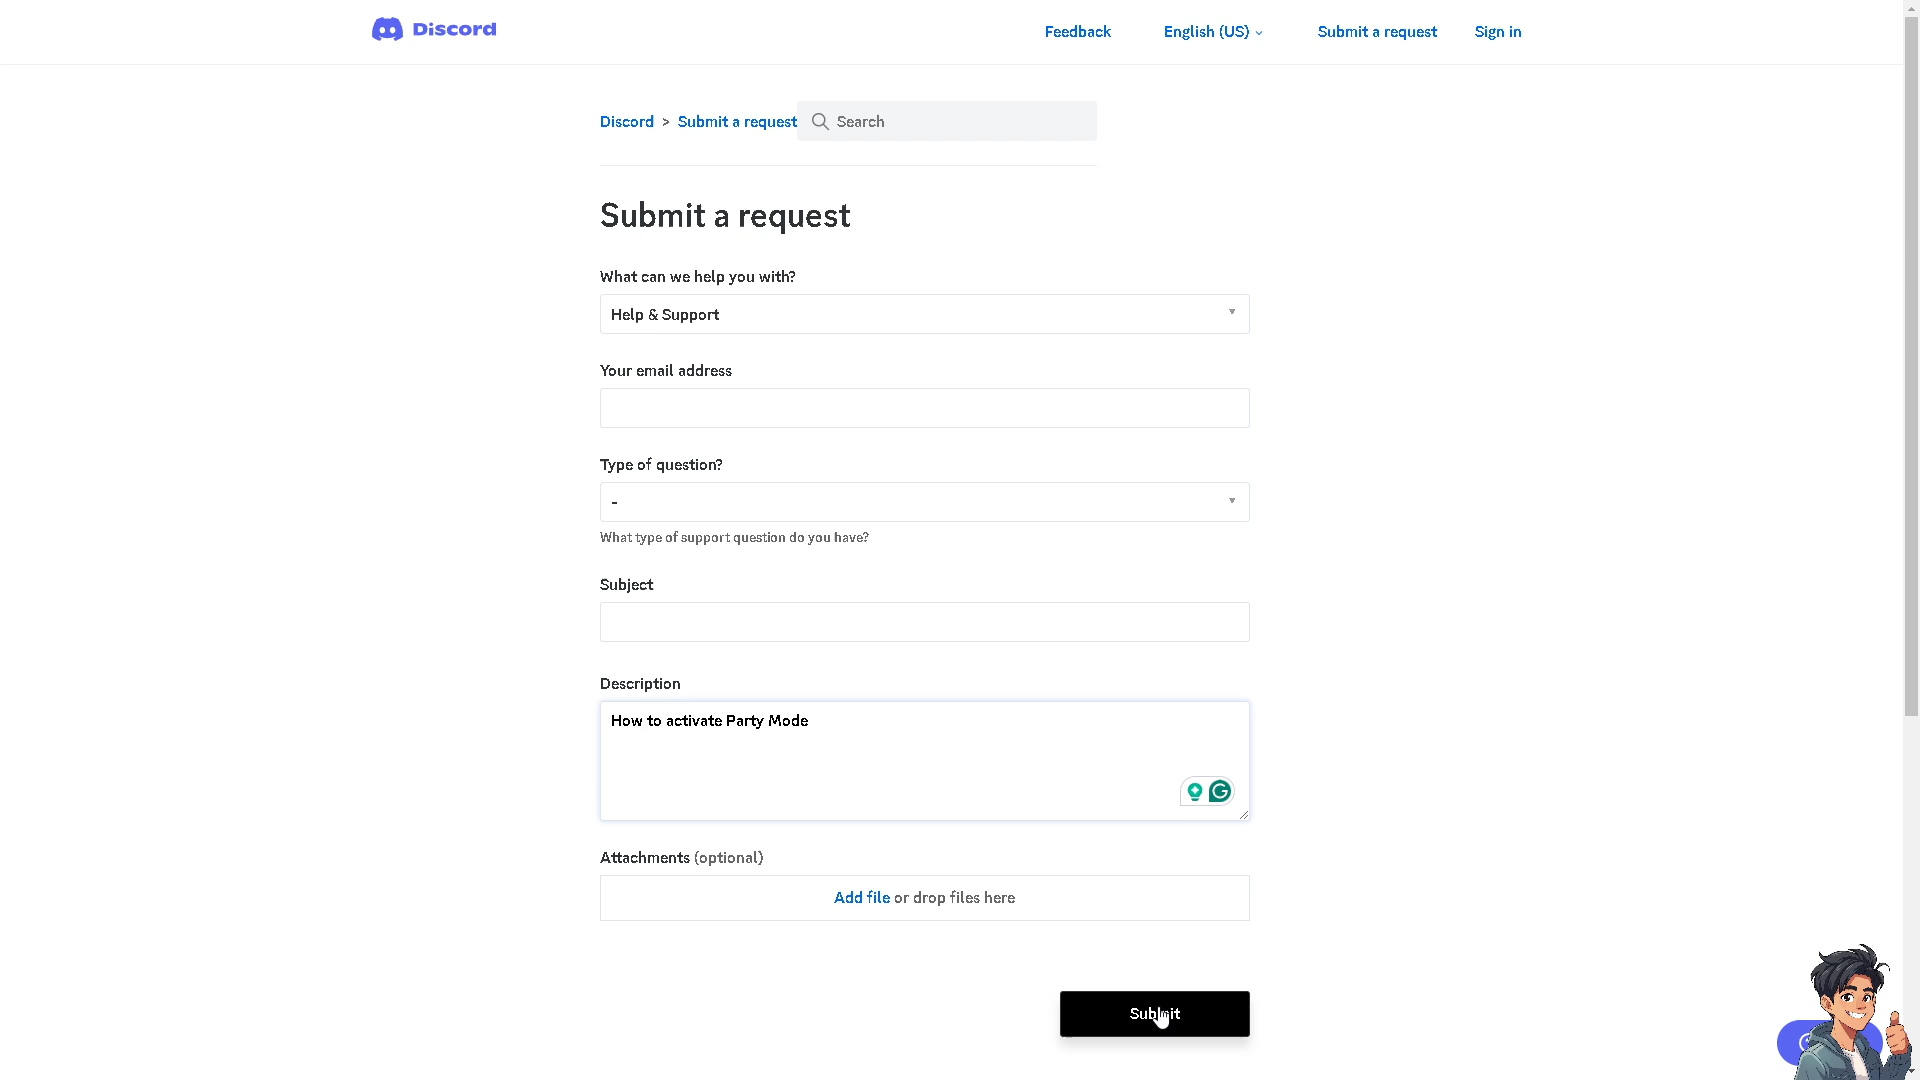 Discord
Feedback
English (US)
Submit a request
Sign in
Discord > Submit a request
Search
Submit a request
What can we help you with?
Help & Support
Your email address
Type of question?
-
What type of support question do you have?
Subject
Description
How to activate Party Mode
Attachments (optional)
Add file or drop files here
Submit